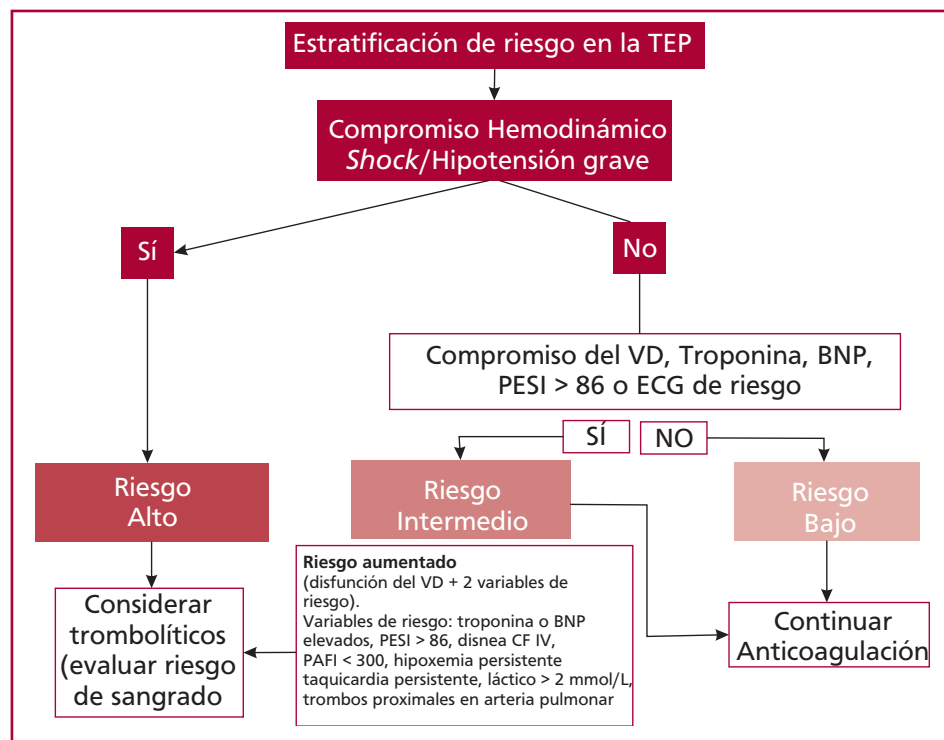 Estratificación de riesgo en la TEP
Compromiso Hemodinámico
Shock/Hipotensión grave
Sí
No
Compromiso del VD, Troponina, BNP,
PESI > 86 o ECG de riesgo
SÍ
NO
Riesgo
Alto
Riesgo
Intermedio
Riesgo
Bajo
Considerar
trombolíticos
(evaluar riesgo
de sangrado
Riesgo aumentado
(disfunción del VD + 2 variables de
riesgo).
Variables de riesgo: troponina o BNP
elevados, PESI > 86, disnea CF IV,
PAFI < 300, hipoxemia persistente
taquicardia persistente, láctico > 2 mmol/L,
trombos proximales en arteria pulmonar
Continuar
Anticoagulación